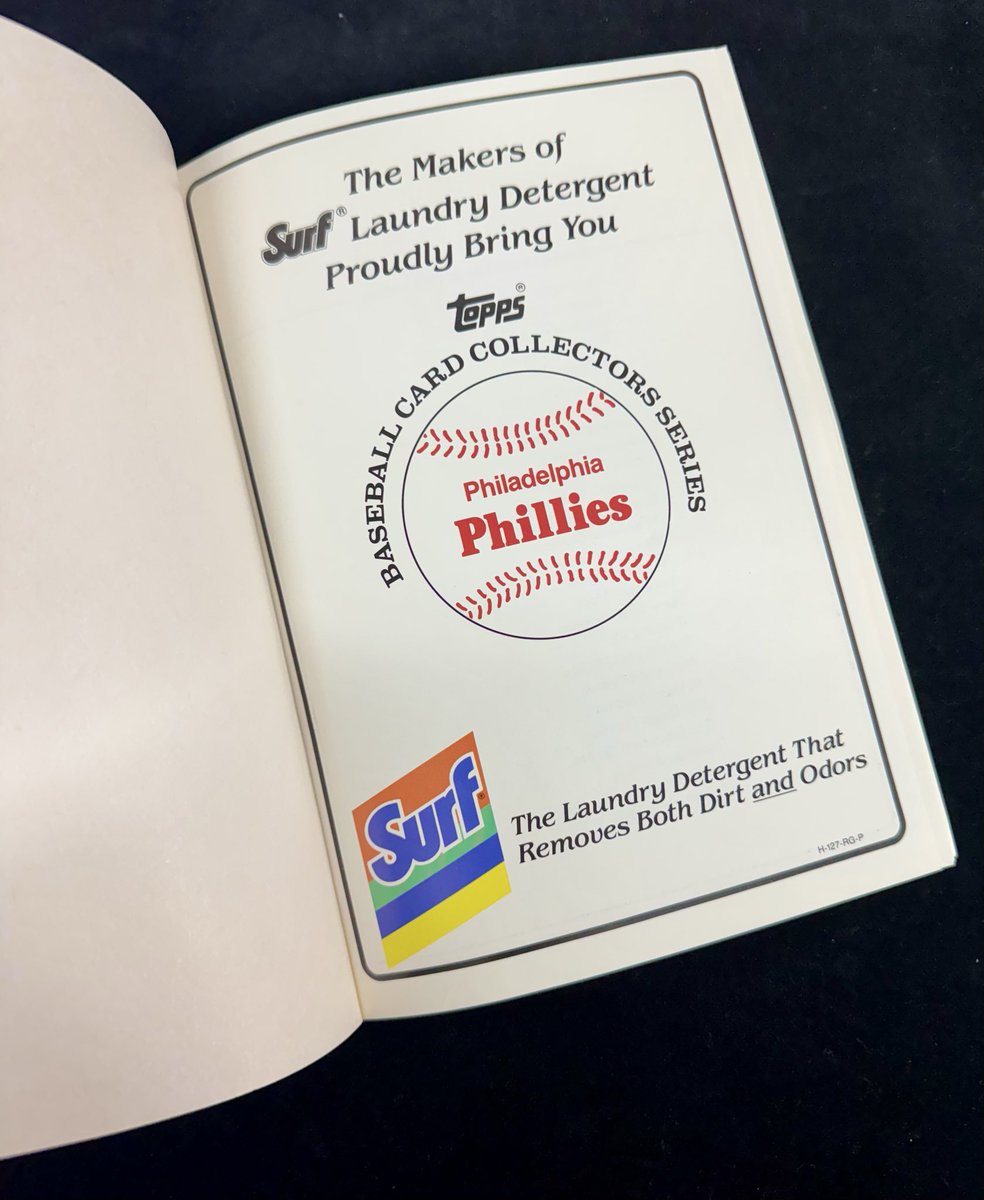 The Makers of
Surf® Laundry Detergent
Proudly Bring You
topps®
BASEBALL CARD COLLECTORS SERIES
Philadelphia
Phillies
Surf®
The Laundry Detergent That
Removes Both Dirt and Odors
H-127-RG-P